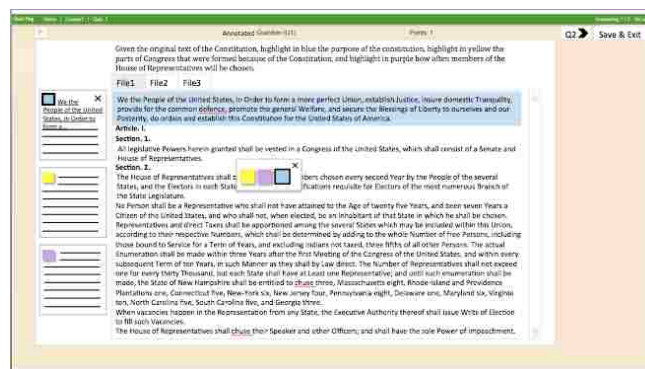 Annotated Question (U1)
Points: 1
Q2
Save & Exit
Given the original text of the Constitution, highlight in blue the purpose of the constitution, highlight in yellow the
parts of Congress that were formed because of the Constitution, and highlight in purple how often members of the
House of Representatives will be chosen.
File1 File2 File3
We the
People of the United
States, in Order to
form a...
We the People of the United States, in Order to form a more perfect Union, establish Justice, insure domestic Tranquility,
provide for the common defence, promote the general Welfare, and secure the Blessings of Liberty to ourselves and our
Posterity, do ordain and establish this Constitution for the United States of America.
Article. I.
Section. 1.
All legislative Powers herein granted shall be vested in a Congress of the United States, which shall consist of a Senate and
House of Representatives.
Section. 2.
The House of Representatives shall b bers chosen every second Year by the People of the several
States, and the Electors in each State ifications requisite for Electors of the most numerous Branch of
the State Legislature.
No Person shall be a Representative who shall not have attained to the Age of twenty five Years, and been seven Years a
Citizen of the United States, and who shall not, when elected, be an Inhabitant of that State in which he shall be chosen.
Representatives and direct Taxes shall be apportioned among the several States which may be included within this Union,
according to their respective Numbers, which shall be determined by adding to the whole Number of free Persons, including
those bound to Service for a Term of Years, and excluding Indians not taxed, three fifths of all other Persons. The actual
Enumeration shall be made within three Years after the first Meeting of the Congress of the United States, and within every
subsequent Term of ten Years, in such Manner as they shall by Law direct. The Number of Representatives shall not exceed
one for every thirty Thousand, but each State shall have at Least one Representative; and until such enumeration shall be
made, the State of New Hampshire shall be entitled to chuse three, Massachusetts eight, Rhode-Island and Providence
Plantations one, Connecticut five, New-York six, New Jersey four, Pennsylvania eight, Delaware one, Maryland six, Virginia
ten, North Carolina five, South Carolina five, and Georgia three.
When vacancies happen in the Representation from any State, the Executive Authority thereof shall issue Writs of Election
to fill such Vacancies.
The House of Representatives shall chuse their Speaker and other Officers; and shall have the sole Power of Impeachment.